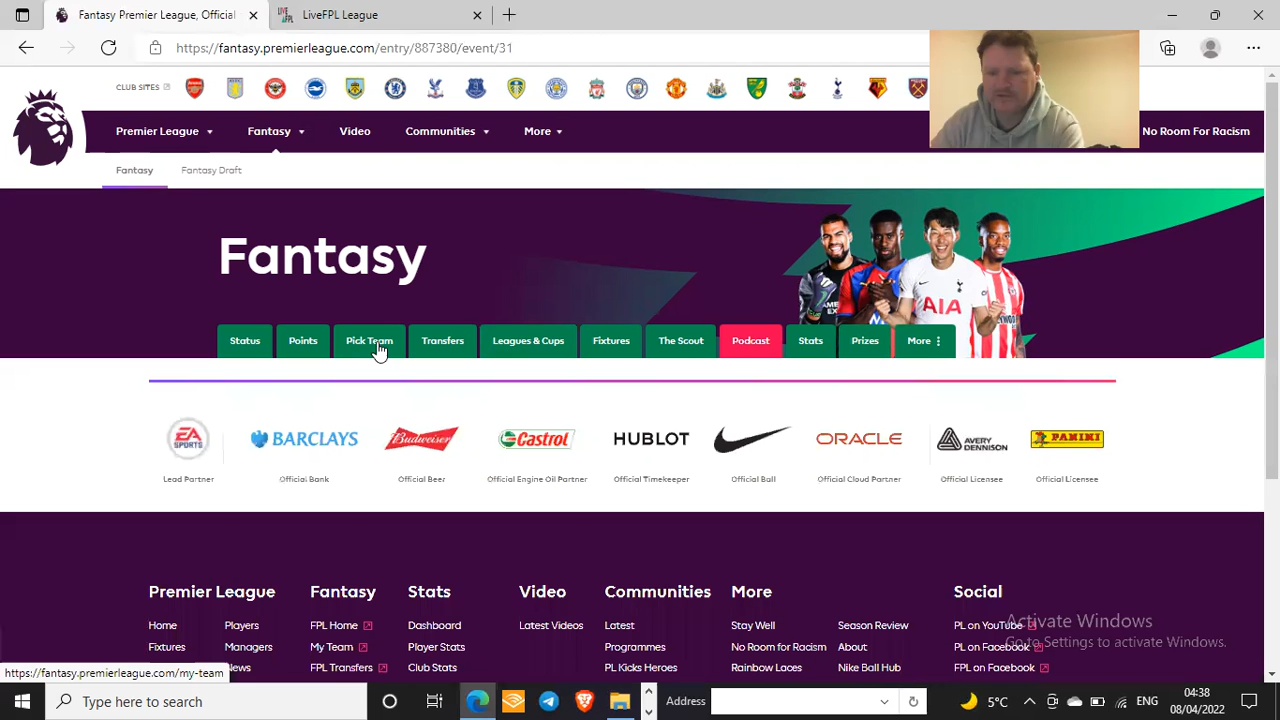 Fantasy Premier League
LIVE FPL
https://fantasy.premierleague.com/entry/887380/event/31
CLUB SITES
Premier League Fantasy Video Communities More No Room For Racism
Fantasy Fantasy Draft
Fantasy
AIA
Status Points Pick Team Transfers Leagues & Cups Fixtures The Scout Podcast Stats Prizes More
EA SPORTS BARCLAYS Budweiser Castrol HUBLOT ORACLE AVERY DENNISON PANINI
Lead Partner Official Bank Official Beer Official Engine Oil Partner Official Timekeeper Official Ball Official Cloud Partner Official Licensee Official Licensee
Premier League Fantasy Stats Video Communities More Social
Home Players FPL Home Dashboard Latest Videos Latest Stay Well Season Review PL on YouTube
Fixtures Managers My Team Player Stats Programmes No Room for Racism About PL on Facebook
News FPL Transfers Club Stats PL Kicks Heroes Rainbow Laces Nike Ball Hub FPL on Facebook
Activate Windows
Go to Settings to activate Windows.
https://fantasy.premierleague.com/my-team
Type here to search Address 5°C ENG 04:38
08/04/2022